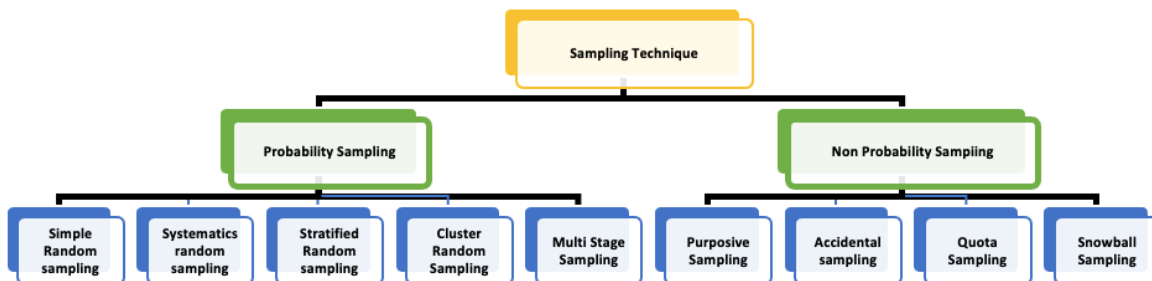 Sampling Technique
Probability Sampling
Non Probability Sampiing
Simple
Random
sampling
Systematics
random
sampling
Stratified
Random
sampling
Cluster
Random
Sampling
Multi Stage
Sampling
Purposive
Sampling
Accidental
sampling
Quota
Sampling
Snowball
Sampling